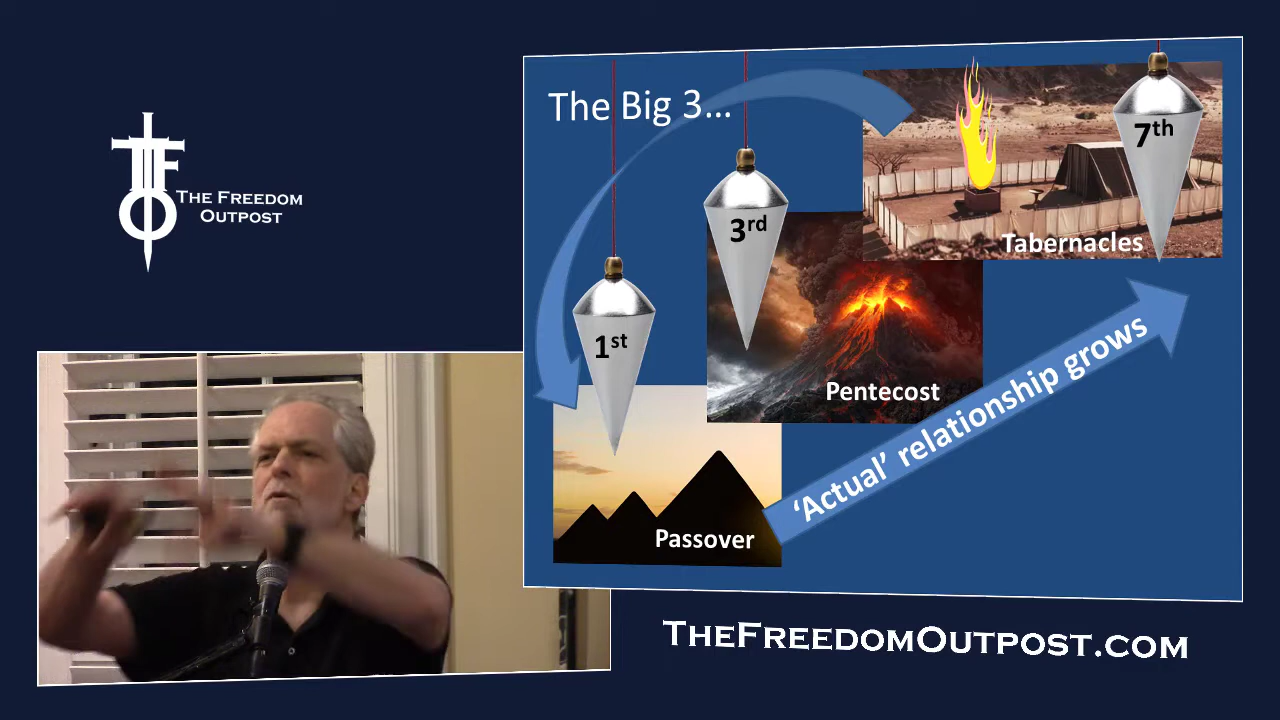 THE FREEDOM
OUTPOST
The Big 3...
1st
3rd
7th
Tabernacles
Pentecost
Passover
'Actual' relationship grows
THEFREEDOMOUTPOST.COM